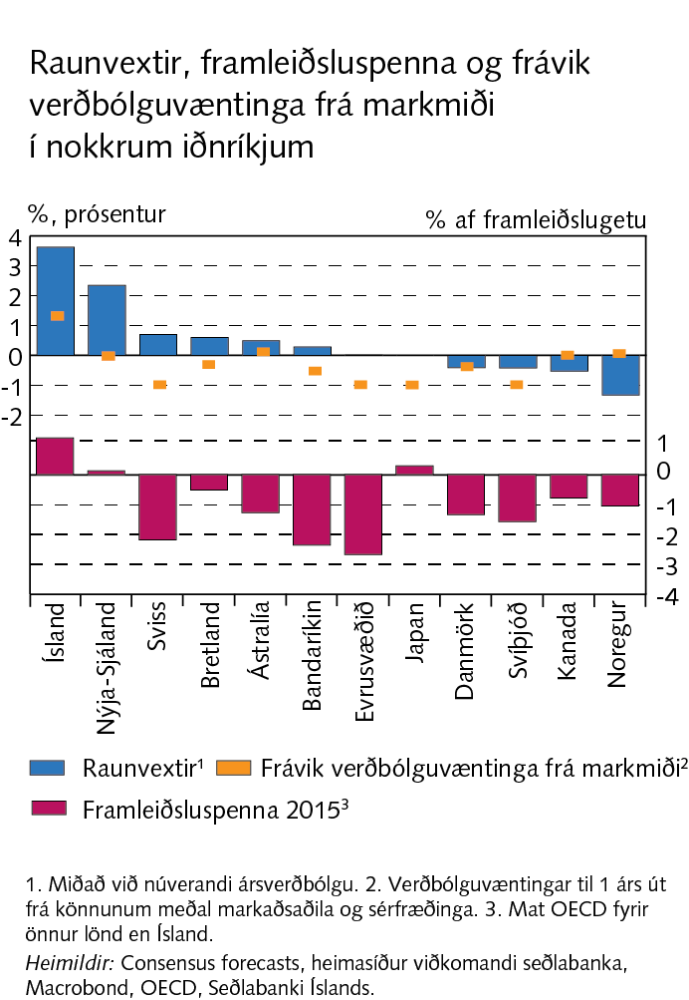 Raunvextir, framleiðsluspenna og frávik
verðbólguvæntinga frá markmiði
í nokkrum iðnríkjum
%, prósentur
% af framleiðslugetu
4
3
2
1
0
-1
-2
1
0
-1
-2
-3
-4
Ísland
Nýja-Sjáland
Sviss
Bretland
Ástralía
Bandaríkin
Evrusvæðið
Japan
Danmörk
Svíþjóð
Kanada
Noregur
Raunvextir¹ Frávik verðbólguvæntinga frá markmiði²
Framleiðsluspenna 2015³
1. Miðað við núverandi ársverðbólgu. 2. Verðbólguvæntingar til 1 árs út
frá könnunum meðal markaðsaðila og sérfræðinga. 3. Mat OECD fyrir
önnur lönd en Ísland.
Heimildir: Consensus forecasts, heimasíður viðkomandi seðlabanka,
Macrobond, OECD, Seðlabanki Íslands.